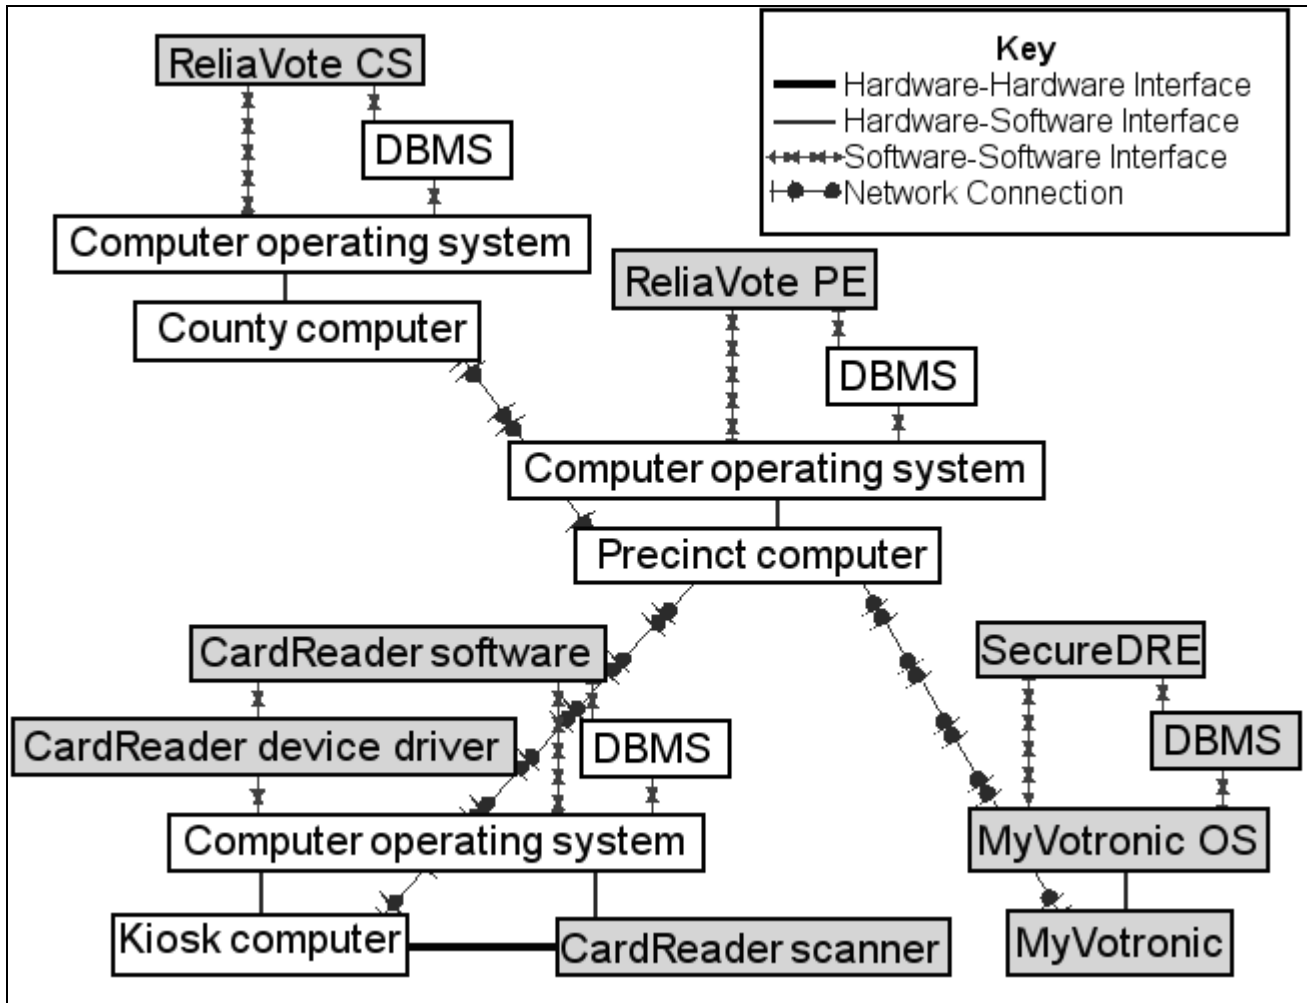 ReliaVote CS
DBMS
Computer operating system
County computer
Key
Hardware-Hardware Interface
Hardware-Software Interface
Software-Software Interface
Network Connection
ReliaVote PE
DBMS
Computer operating system
Precinct computer
CardReader software
CardReader device driver
DBMS
Computer operating system
Kiosk computer
CardReader scanner
SecureDRE
DBMS
MyVotronic OS
MyVotronic